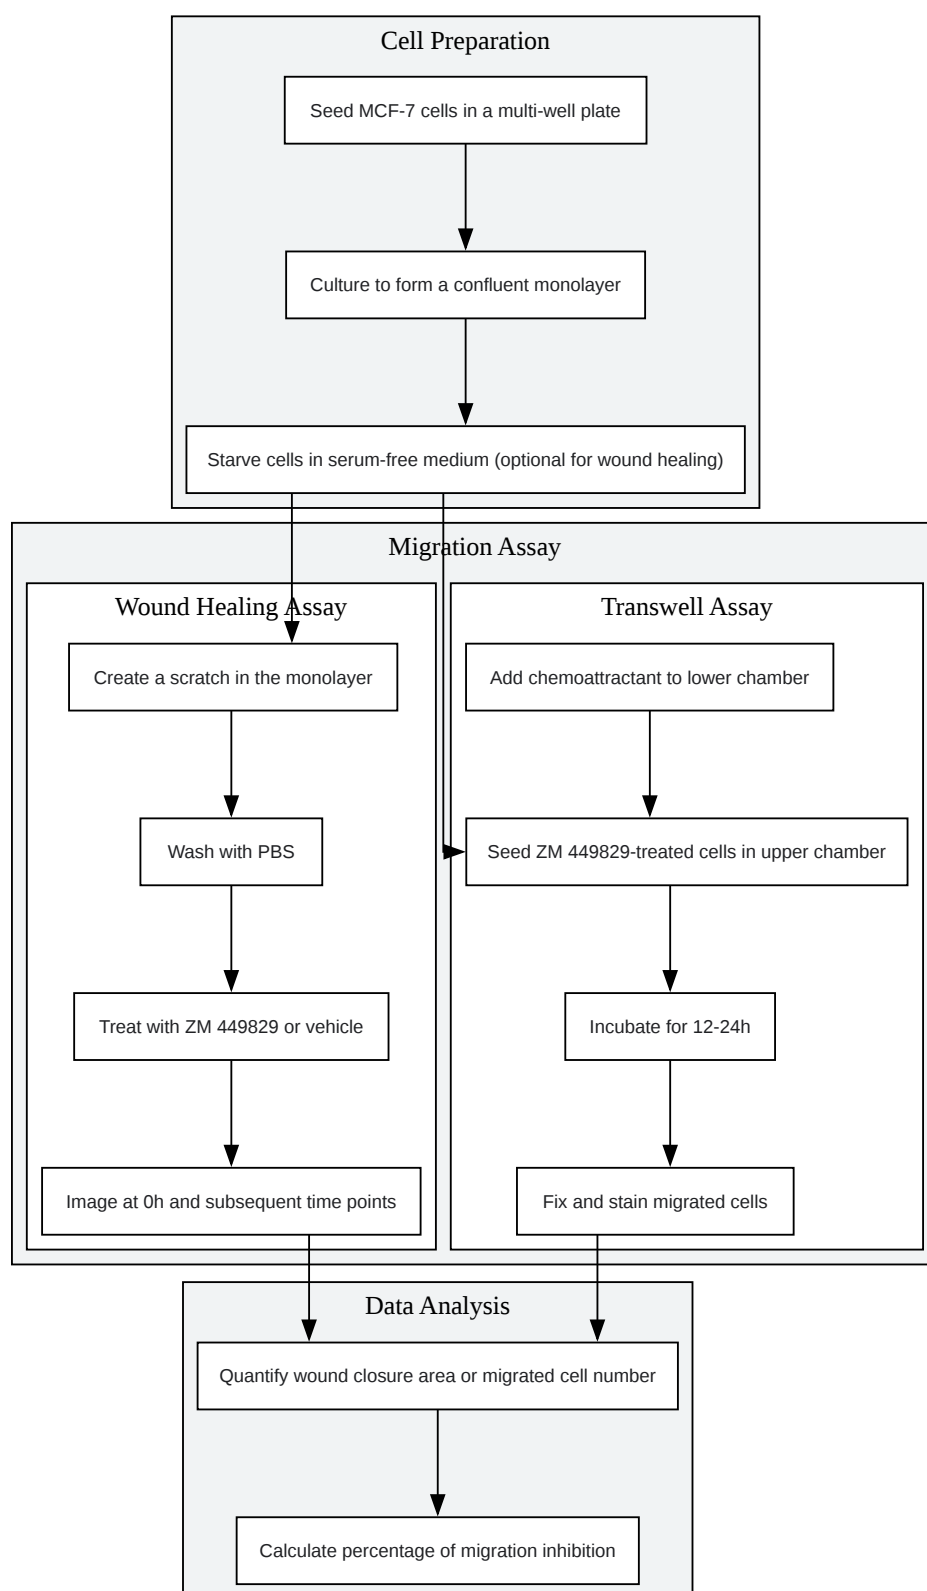 Cell Preparation
Seed MCF-7 cells in a multi-well plate
Culture to form a confluent monolayer
Starve cells in serum-free medium (optional for wound healing)
Migration Assay
Wound Healing Assay
Create a scratch in the monolayer
Wash with PBS
Treat with ZM 449829 or vehicle
Image at 0h and subsequent time points
Transwell Assay
Add chemoattractant to lower chamber
Seed ZM 449829-treated cells in upper chamber
Incubate for 12-24h
Fix and stain migrated cells
Data Analysis
Quantify wound closure area or migrated cell number
Calculate percentage of migration inhibition